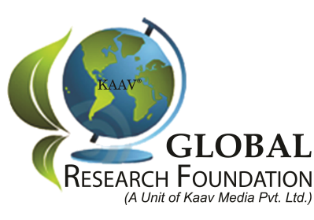 KAAV®
GLOBAL
RESEARCH FOUNDATION
(A Unit of Kaav Media Pvt. Ltd.)